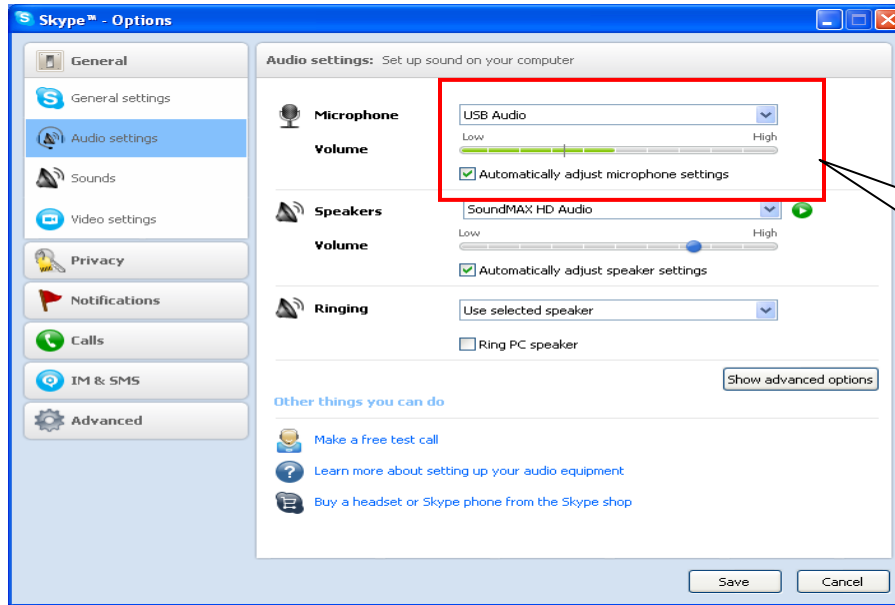 Skype™ - Options
General
General settings
Audio settings
Sounds
Video settings
Privacy
Notifications
Calls
IM & SMS
Advanced
Audio settings: Set up sound on your computer
Microphone
USB Audio
Volume
Low High
Automatically adjust microphone settings
Speakers
SoundMAX HD Audio
Volume
Low High
Automatically adjust speaker settings
Ringing
Use selected speaker
Ring PC speaker
Show advanced options
Other things you can do
Make a free test call
Learn more about setting up your audio equipment
Buy a headset or Skype phone from the Skype shop
Save Cancel